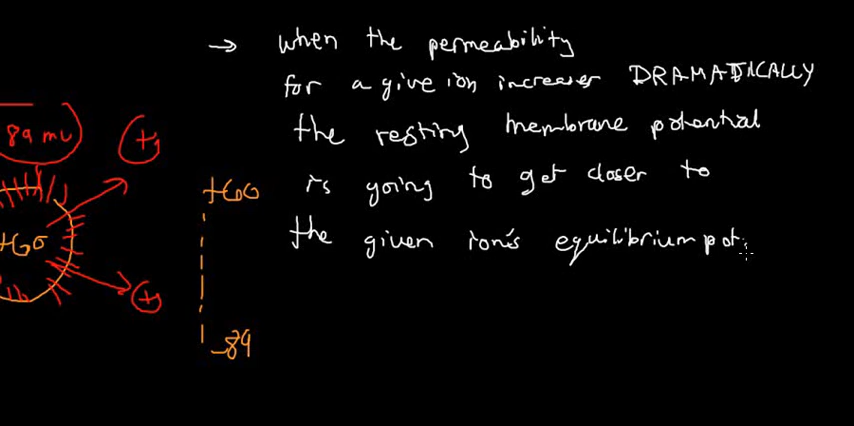 → when the permeability
for a give ion increases DRAMATICALLY
the resting membrane potential
is going to get closer to
the given ion's equilibrium pot.
89 mv
+
+60
+60
+
-89